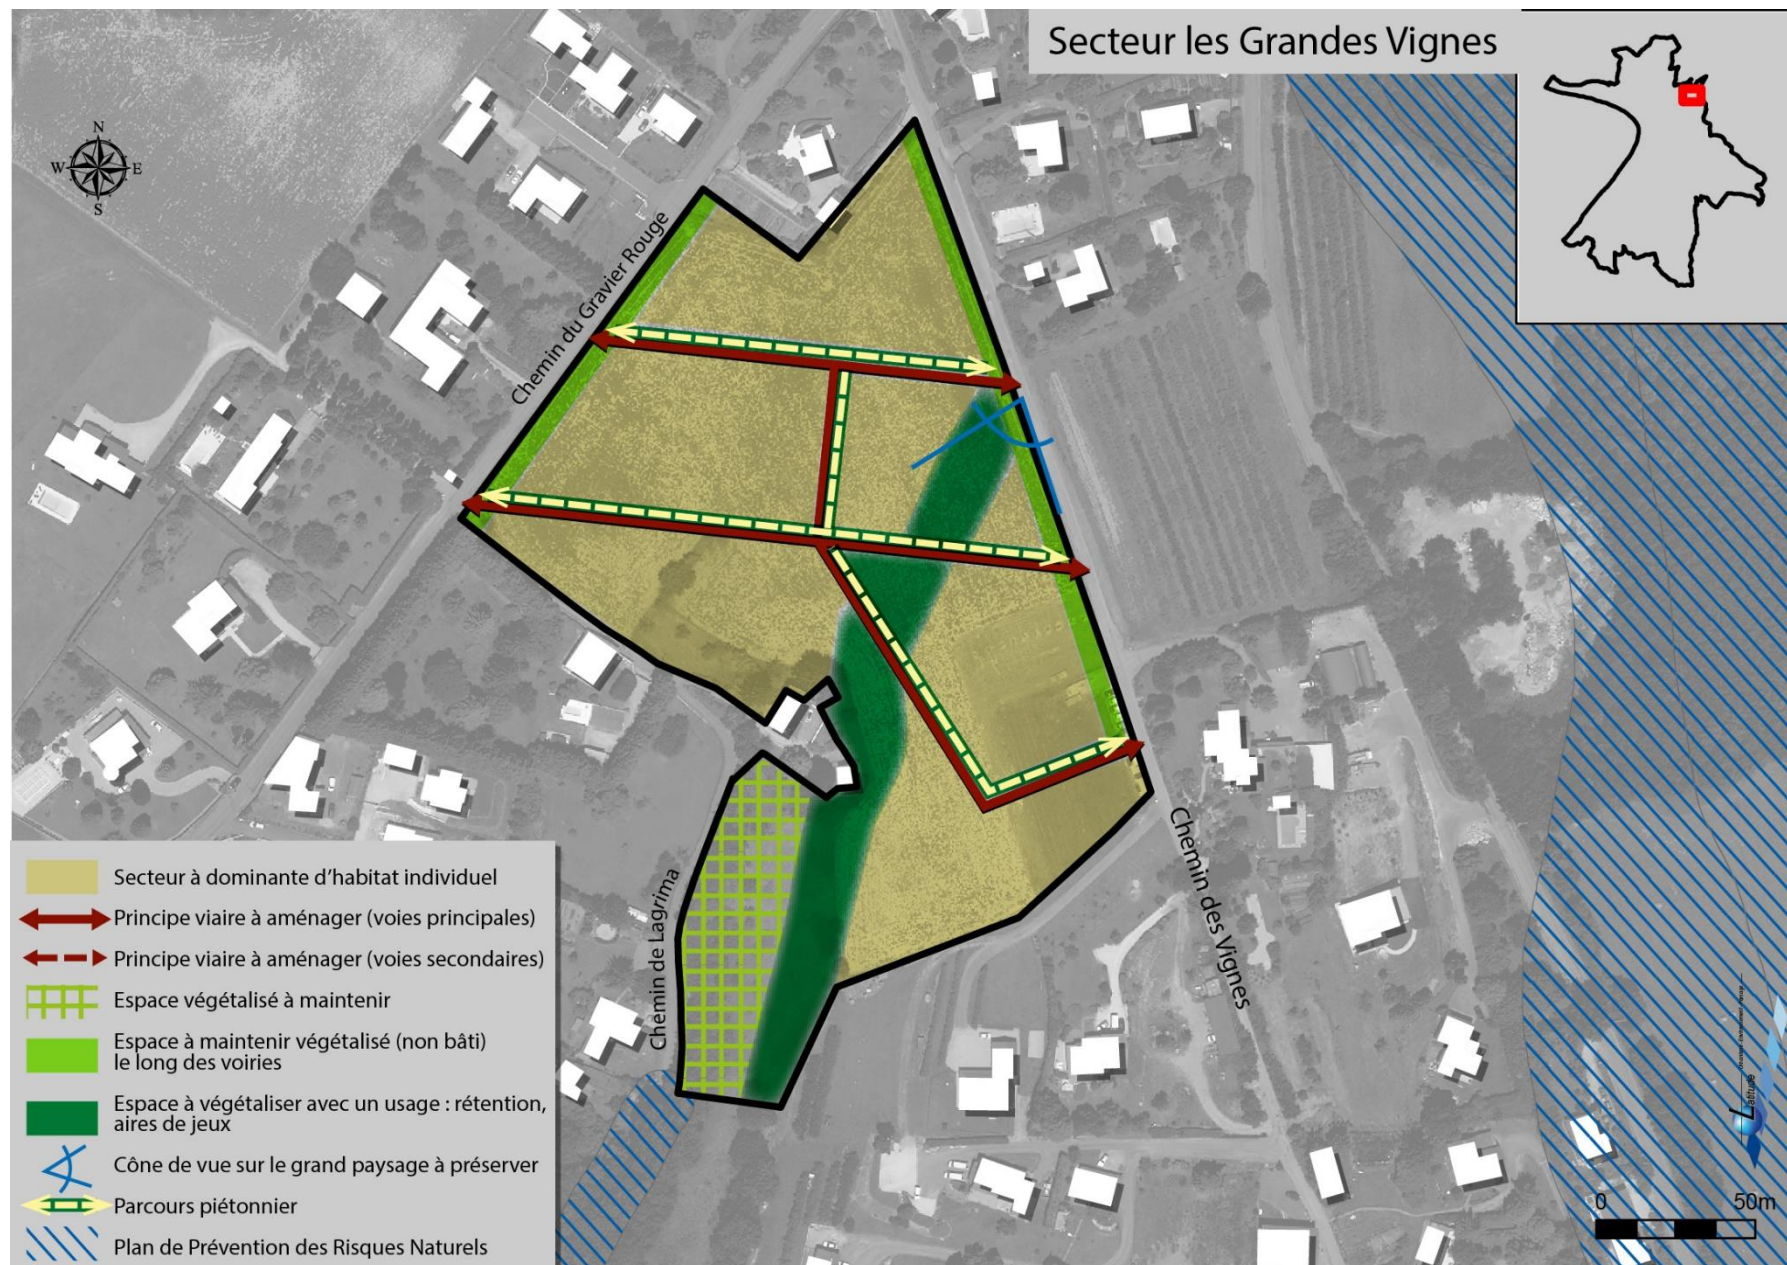 Secteur les Grandes Vignes
N
W
E
S
Chemin du Gravier Rouge
Chemin des Vignes
Chemin de Lagrima
Secteur à dominante d'habitat individuel
Principe viaire à aménager (voies principales)
Principe viaire à aménager (voies secondaires)
Espace végétalisé à maintenir
Espace à maintenir végétalisé (non bâti)
le long des voiries
Espace à végétaliser avec un usage : rétention,
aires de jeux
Cône de vue sur le grand paysage à préserver
Parcours piétonnier
Plan de Prévention des Risques Naturels
Latitude
0
50m